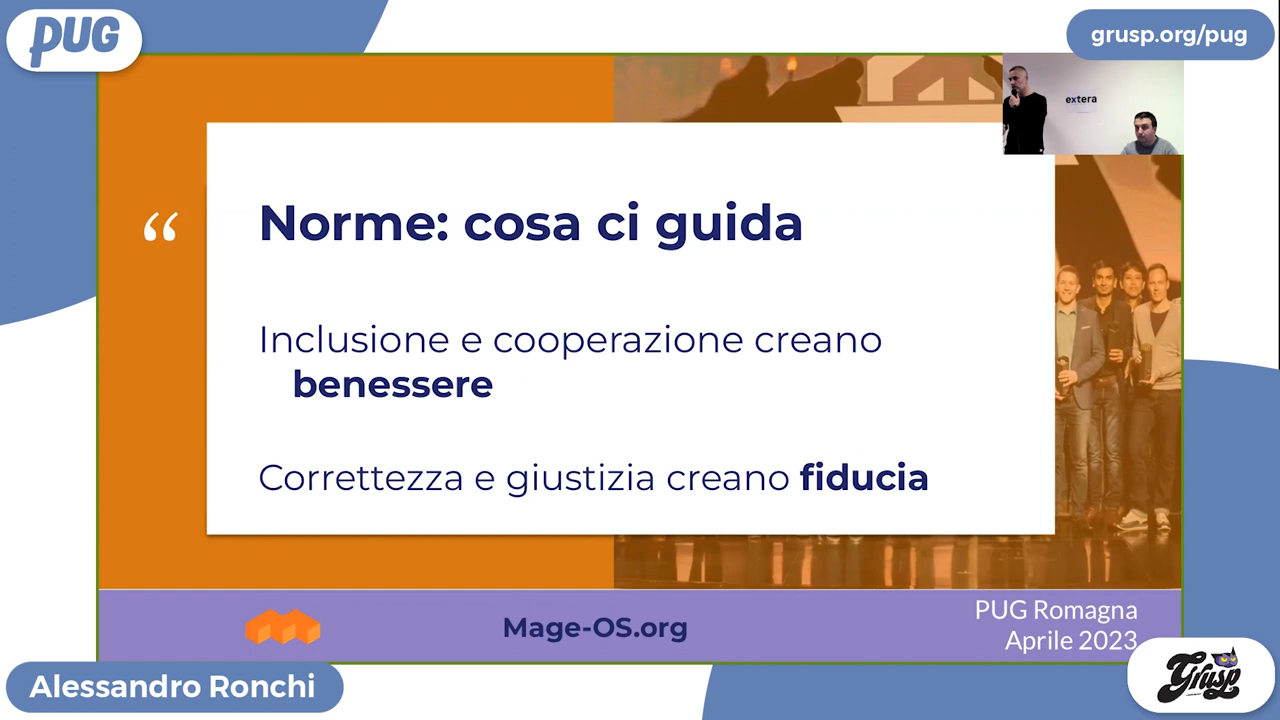 PUG
grusp.org/pug
extera
“
Norme: cosa ci guida
Inclusione e cooperazione creano
benessere
Correttezza e giustizia creano fiducia
Mage-OS.org
PUG Romagna
Aprile 2023
Alessandro Ronchi
Grusp